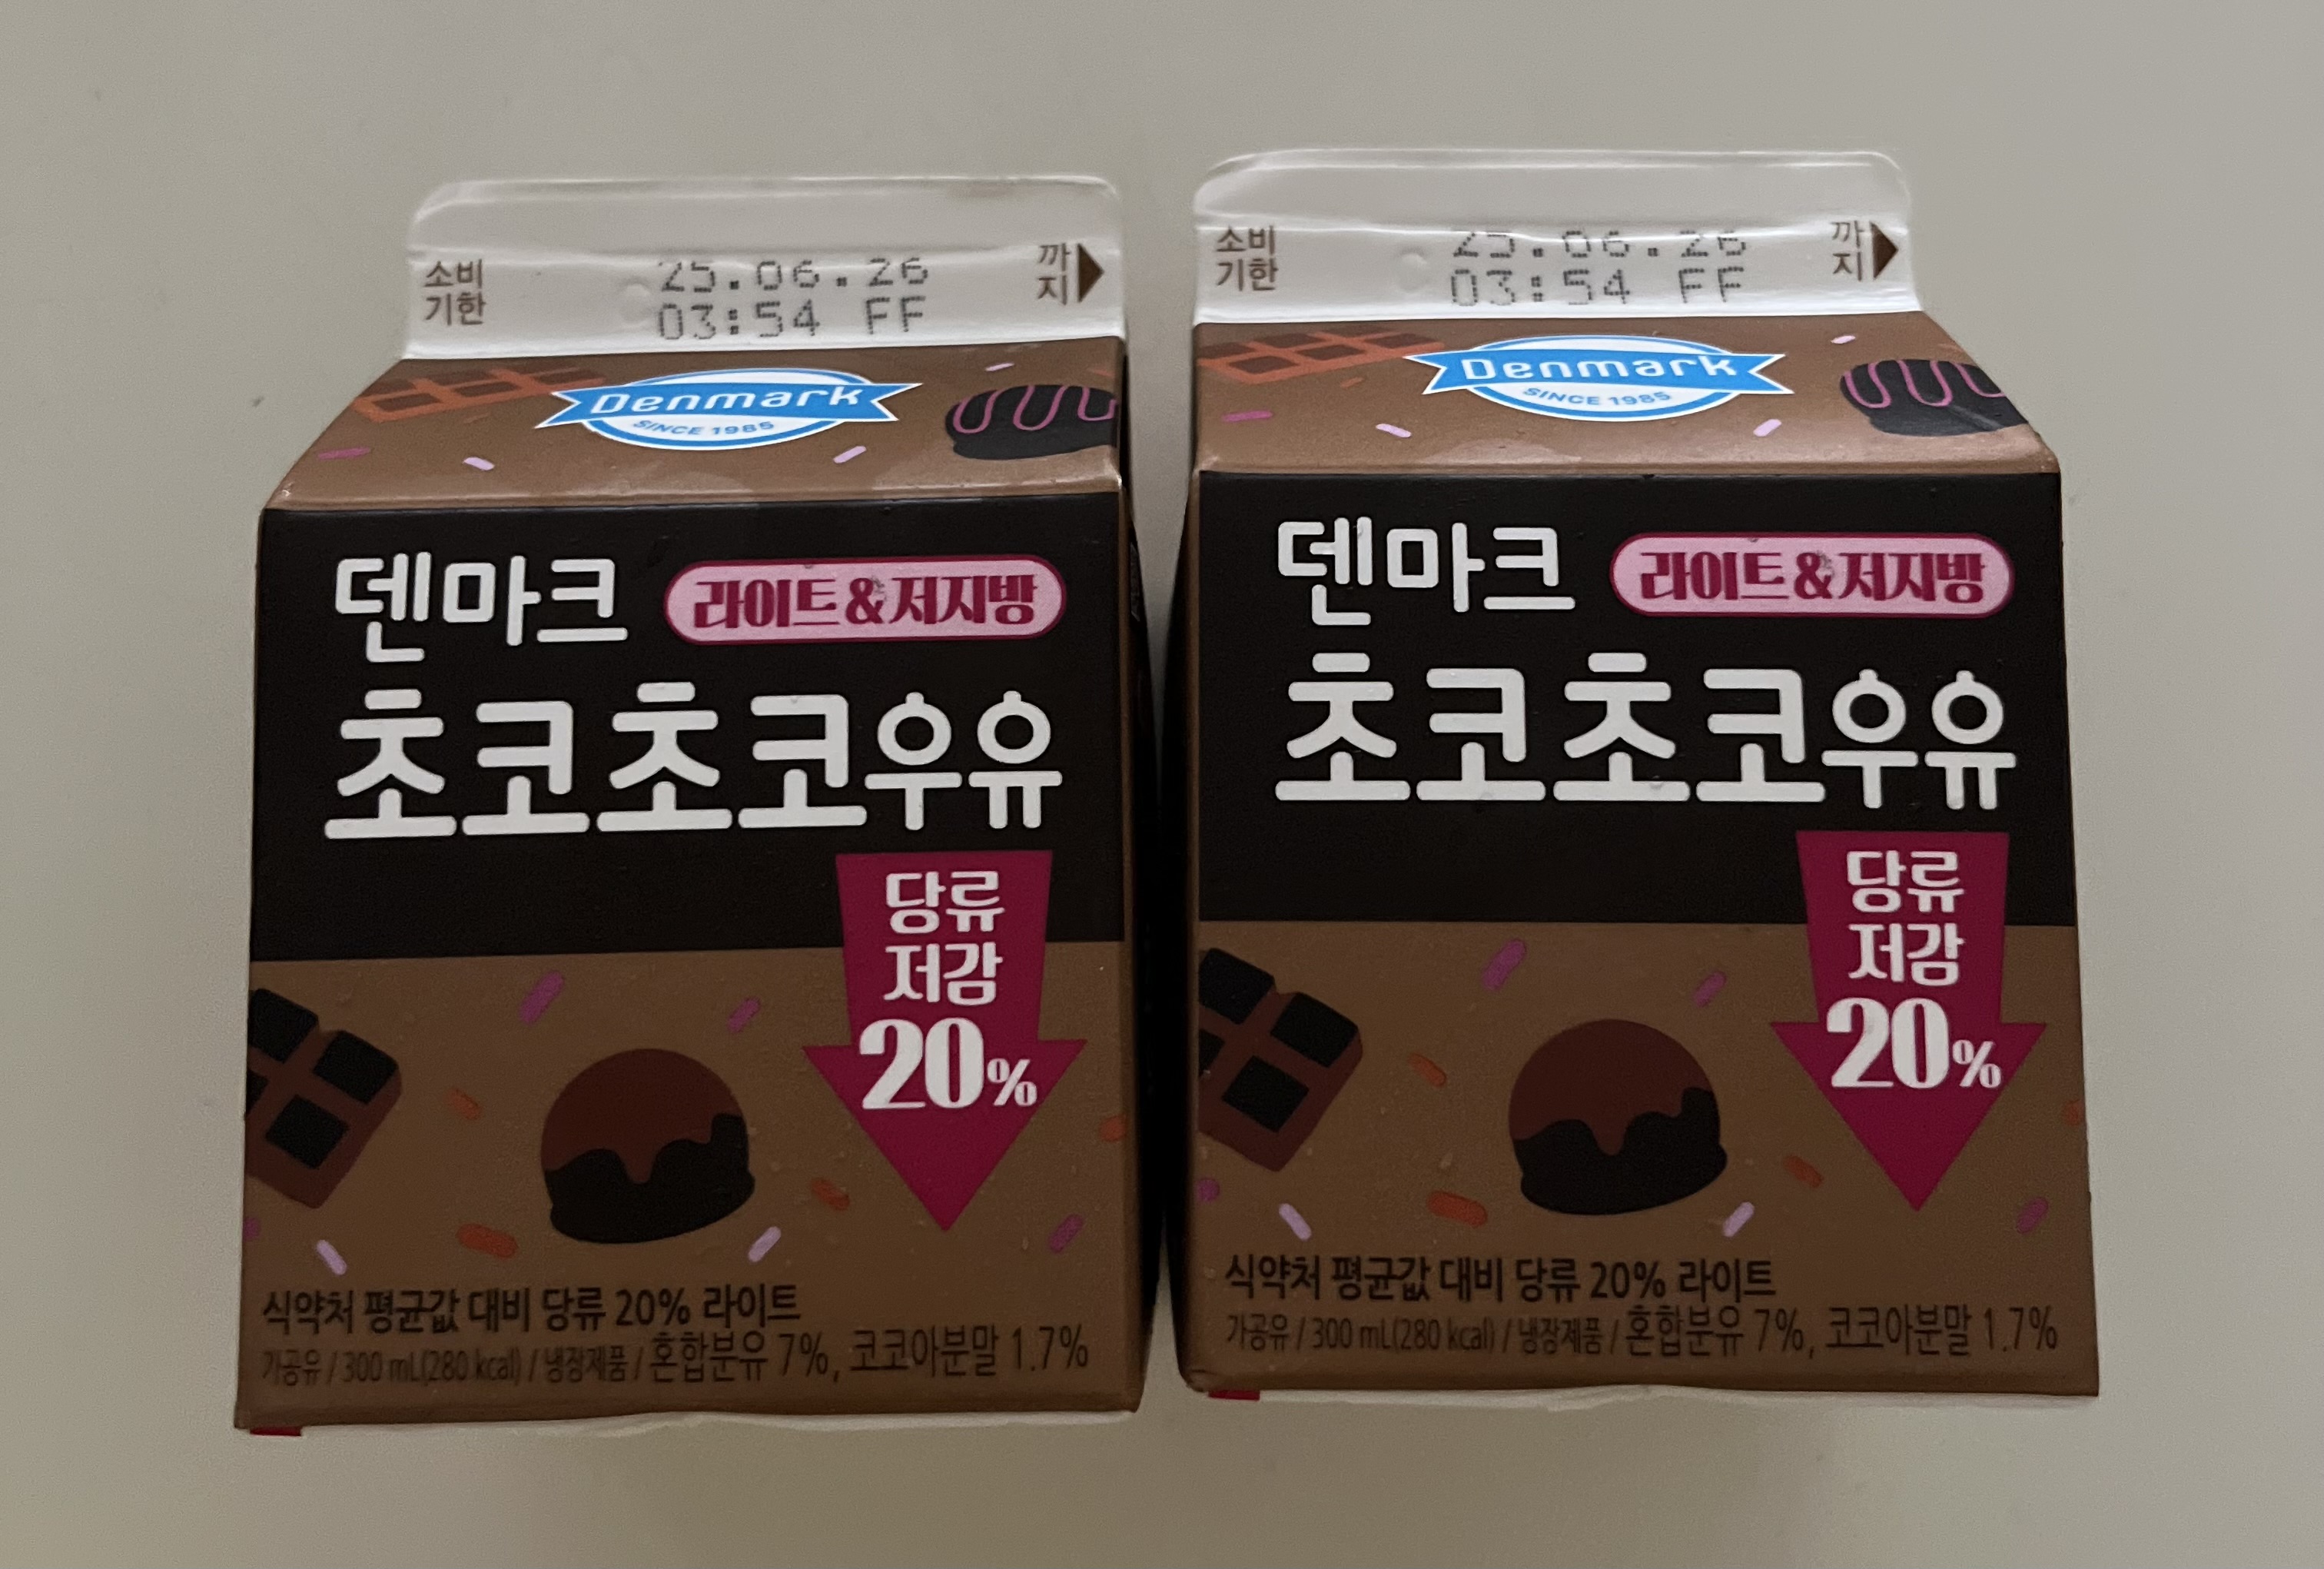 소비
기한
25.06.26
03:54 FF
까
지
Denmark
SINCE 1985
덴마크
라이트&저지방
초코초코우유
당류
저감
20%
식약처 평균값 대비 당류 20% 라이트
가공유 / 300 mL(280 kcal) / 냉장제품 / 혼합분유 7%, 코코아분말 1.7%
소비
기한
25.06.26
03:54 FF
까
지
Denmark
SINCE 1985
덴마크
라이트&저지방
초코초코우유
당류
저감
20%
식약처 평균값 대비 당류 20% 라이트
가공유 / 300 mL(280 kcal) / 냉장제품 / 혼합분유 7%, 코코아분말 1.7%